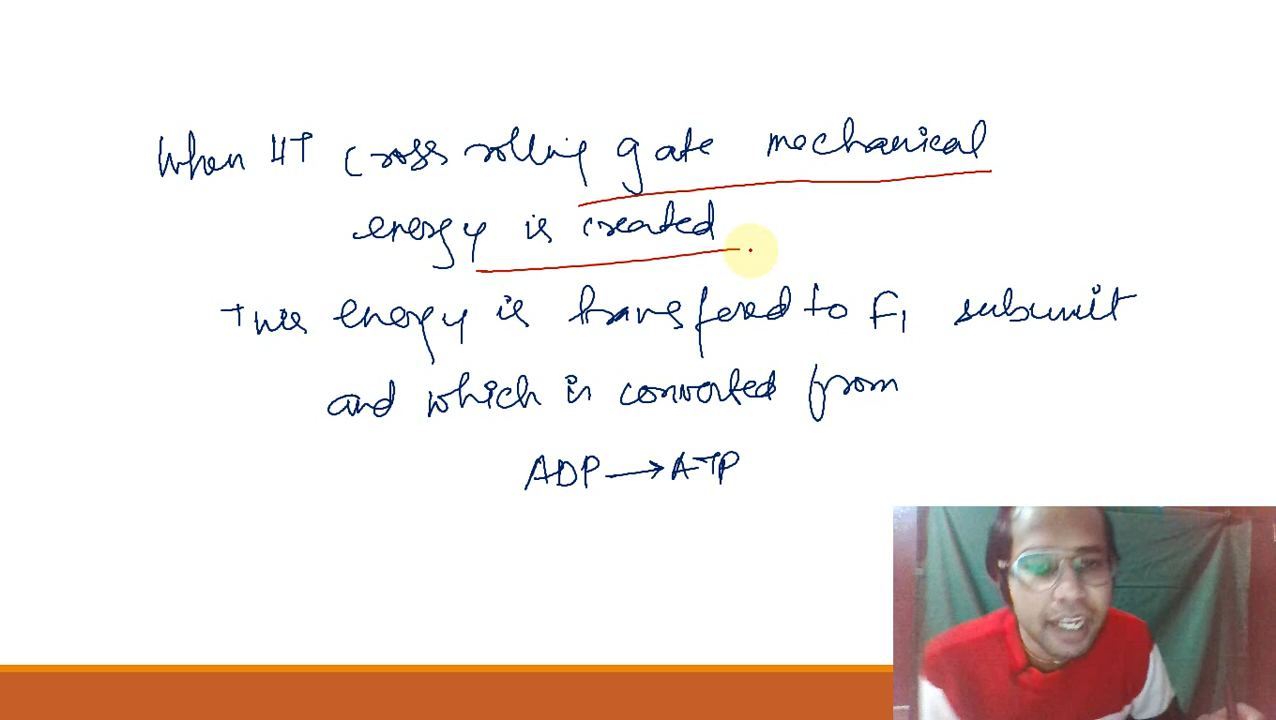 When H+ cross rolling gate mechanical
energy is created
This energy is transfered to F1 subunit
and which is converted from
ADP → ATP